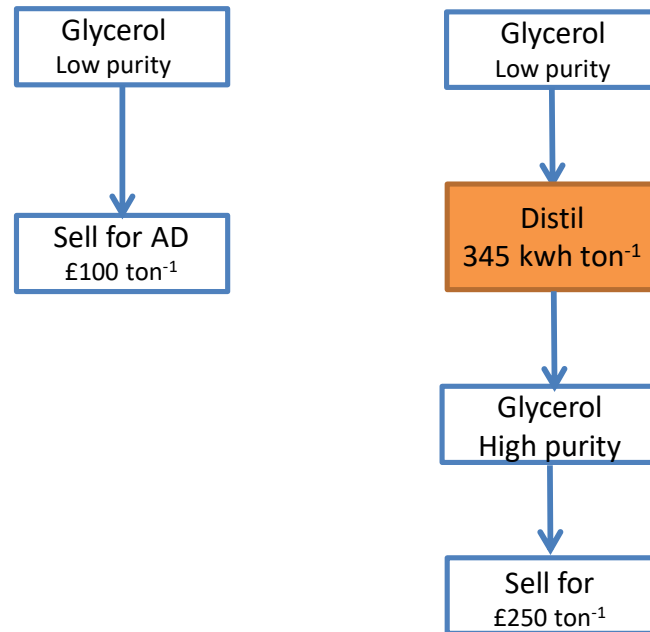 Glycerol
Low purity
Sell for AD
£100 ton⁻¹
Glycerol
Low purity
Distil
345 kwh ton⁻¹
Glycerol
High purity
Sell for
£250 ton⁻¹